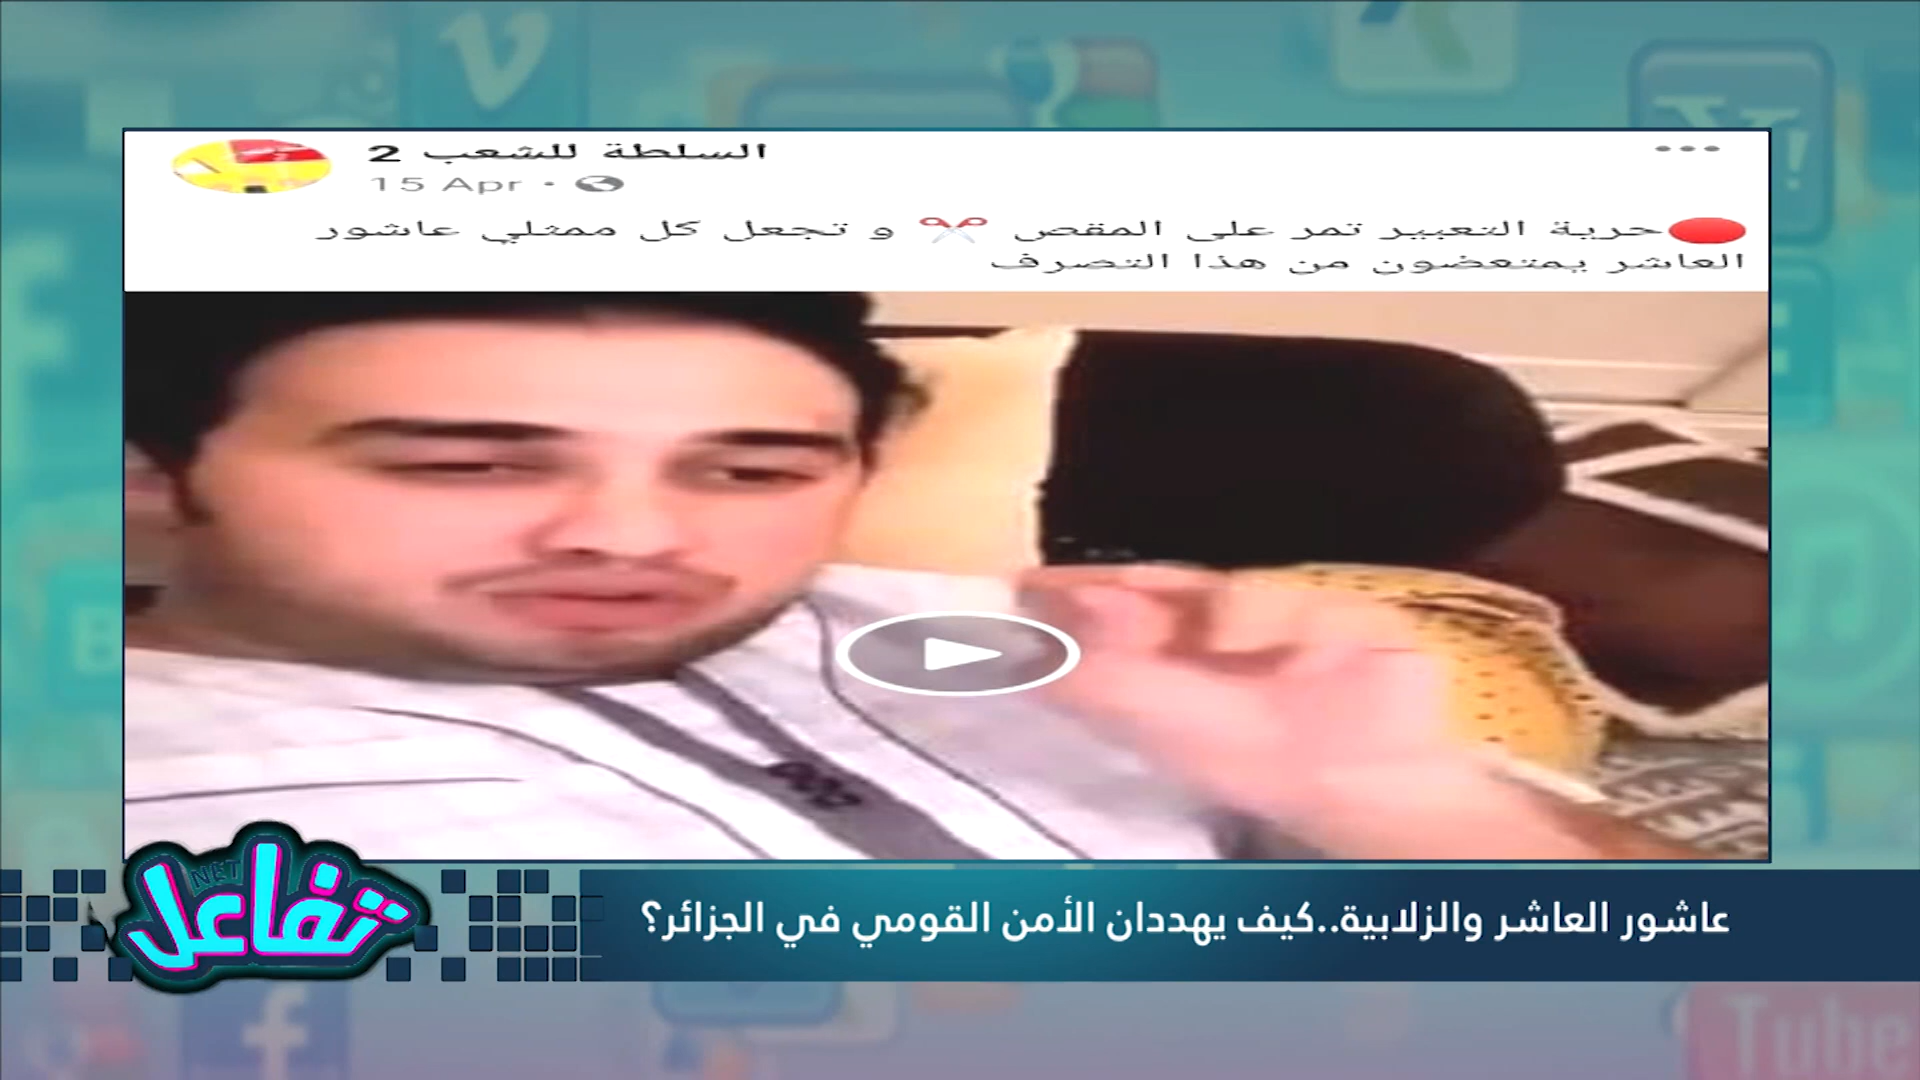 السلطة للشعب 2
15 Apr ·
🔴حرية التعبير تمر على المقص ✂️ و تجعل كل ممثلي عاشور
العاشر يمتعضون من هذا التصرف
NET
تفاعل
عاشور العاشر والزلابية..كيف يهددان الأمن القومي في الجزائر؟
Tube